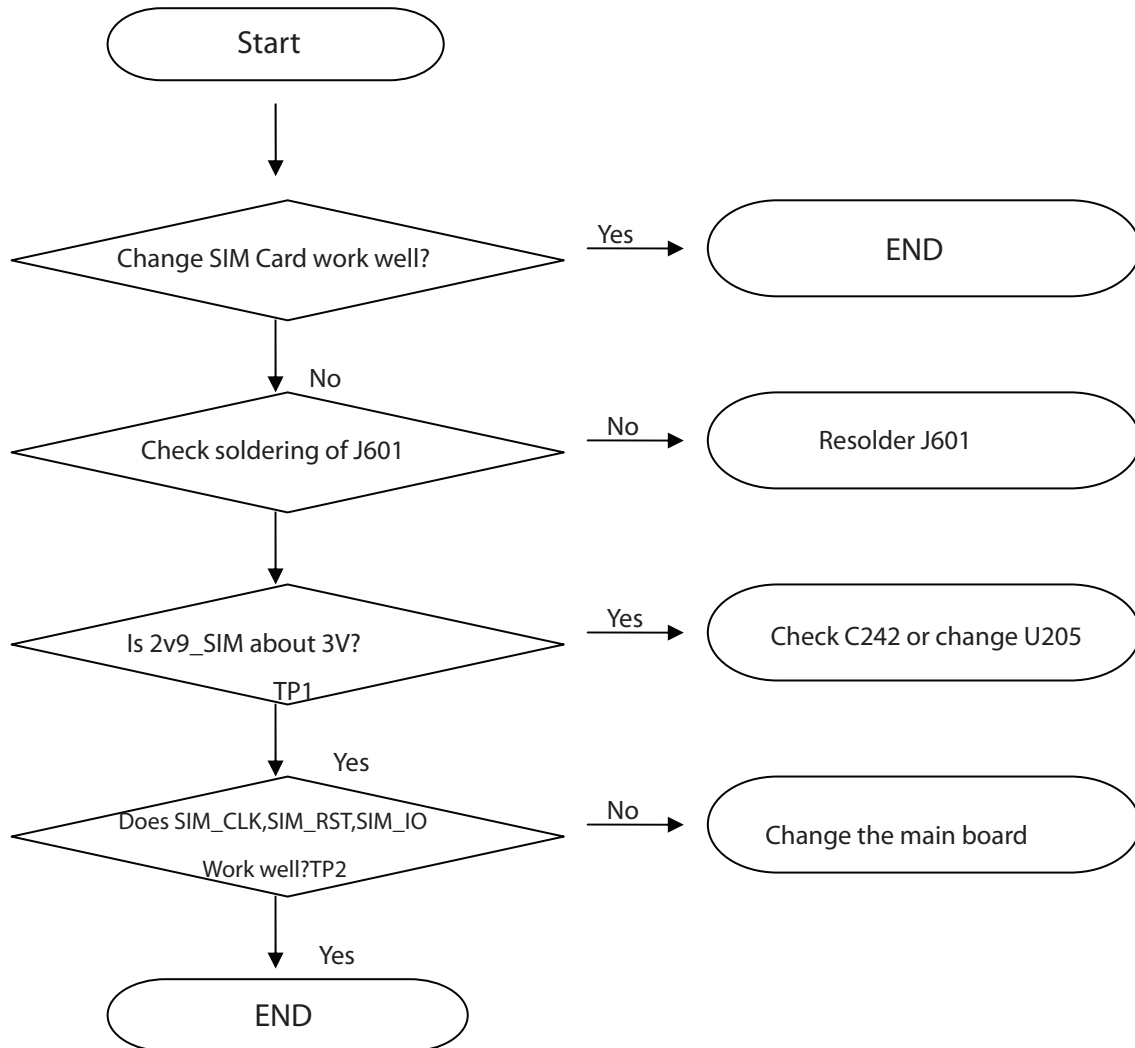 Start
Change SIM Card work well?
Yes
END
No
Check soldering of J601
No
Resolder J601
Is 2v9_SIM about 3V?
TP1
Yes
Check C242 or change U205
Yes
Does SIM_CLK,SIM_RST,SIM_IO
Work well?TP2
No
Change the main board
Yes
END